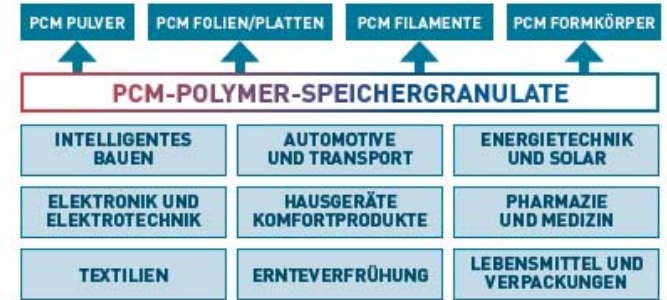 PCM PULVER
PCM FOLIEN/PLATTEN
PCM FILAMENTE
PCM FORMKÖRPER
PCM-POLYMER-SPEICHERGRANULATE
INTELLIGENTES
BAUEN
AUTOMOTIVE
UND TRANSPORT
ENERGIETECHNIK
UND SOLAR
ELEKTRONIK UND
ELEKTROTECHNIK
HAUSGERÄTE
KOMFORTPRODUKTE
PHARMAZIE
UND MEDIZIN
TEXTILIEN
ERNTEVERFRÜHUNG
LEBENSMITTEL UND
VERPACKUNGEN